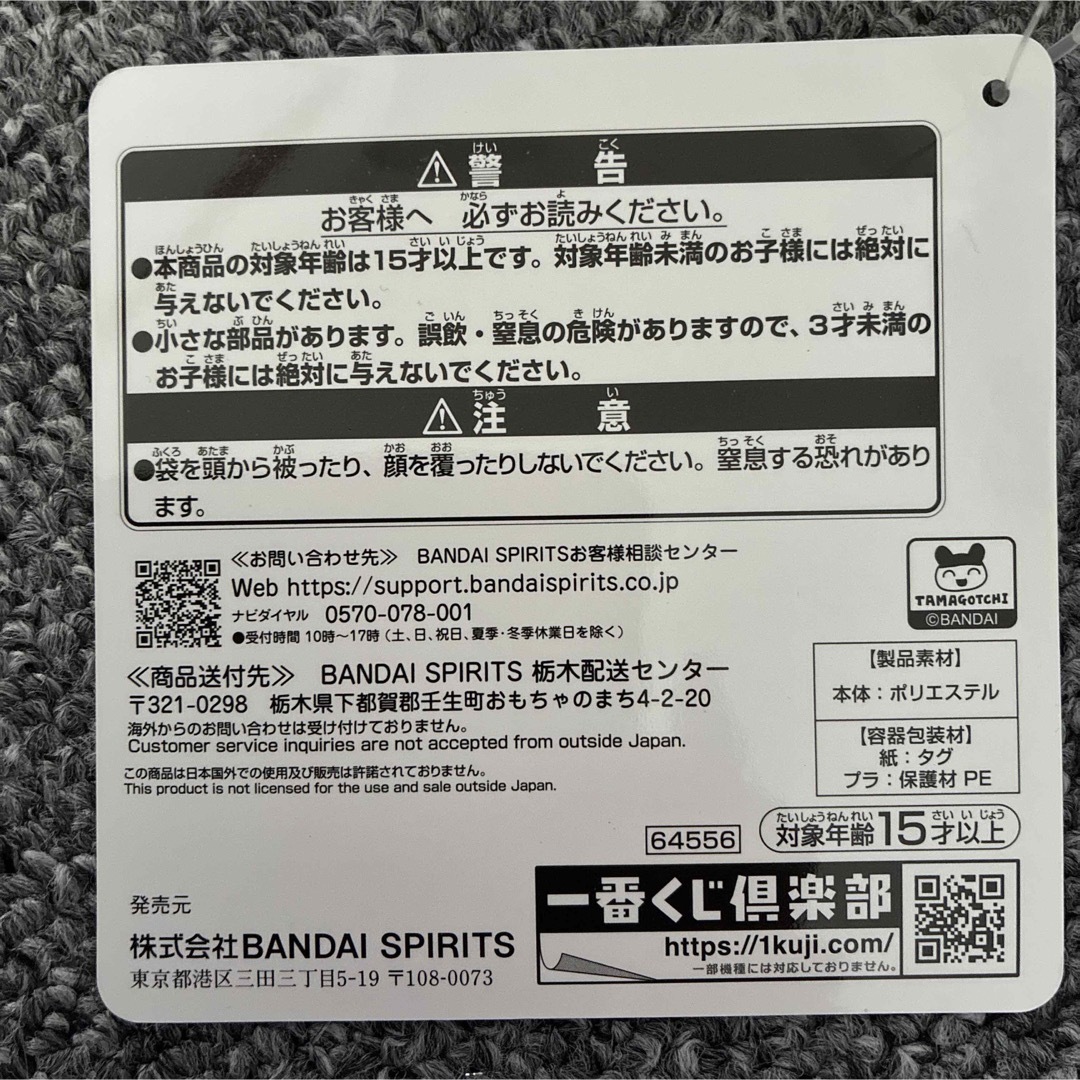 ⚠警告
お客様へ 必ずお読みください。
●本商品の対象年齢は15才以上です。対象年齢未満のお子様には絶対に
与えないでください。
●小さな部品があります。誤飲・窒息の危険がありますので、3才未満の
お子様には絶対に与えないでください。
⚠注意
●袋を頭から被ったり、顔を覆ったりしないでください。窒息する恐れがあり
ます。
≪お問い合わせ先≫ BANDAI SPIRITSお客様相談センター
Web https://support.bandaispirits.co.jp
ナビダイヤル 0570-078-001
●受付時間 10時〜17時(土、日、祝日、夏季・冬季休業日を除く)
≪商品送付先≫ BANDAI SPIRITS 栃木配送センター
〒321-0298 栃木県下都賀郡壬生町おもちゃのまち4-2-20
海外からのお問い合わせは受け付けておりません。
Customer service inquiries are not accepted from outside Japan.
この商品は日本国外での使用及び販売は許諾されておりません。
This product is not licensed for the use and sale outside Japan.
TAMAGOTCHI
©BANDAI
【製品素材】
本体:ポリエステル
【容器包装材】
紙:タグ
プラ:保護材 PE
64556
対象年齢15才以上
発売元
株式会社BANDAI SPIRITS
東京都港区三田三丁目5-19 〒108-0073
一番くじ倶楽部
https://1kuji.com/
一部機種には対応しておりません。